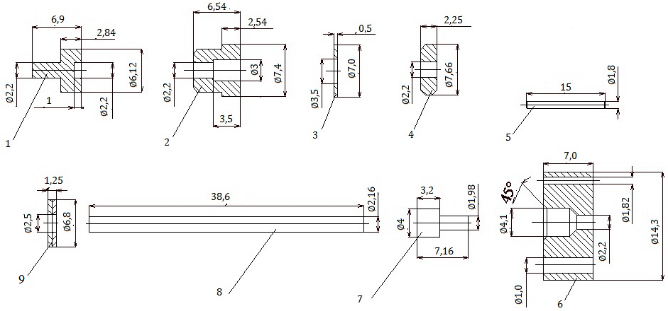 6,9
2,84
Ø2,2
Ø2,2
Ø6,12
1
1
6,54
2,54
Ø2,2
Ø3
Ø7,4
3,5
2
0,5
Ø3,5
Ø7,0
3
2,25
Ø2,2
Ø7,66
4
15
Ø1,8
5
1,25
Ø2,5
Ø6,8
9
38,6
Ø2,16
8
3,2
Ø4
Ø1,98
7,16
7
7,0
45°
Ø4,1
Ø1,82
Ø14,3
Ø2,2
Ø1,0
6